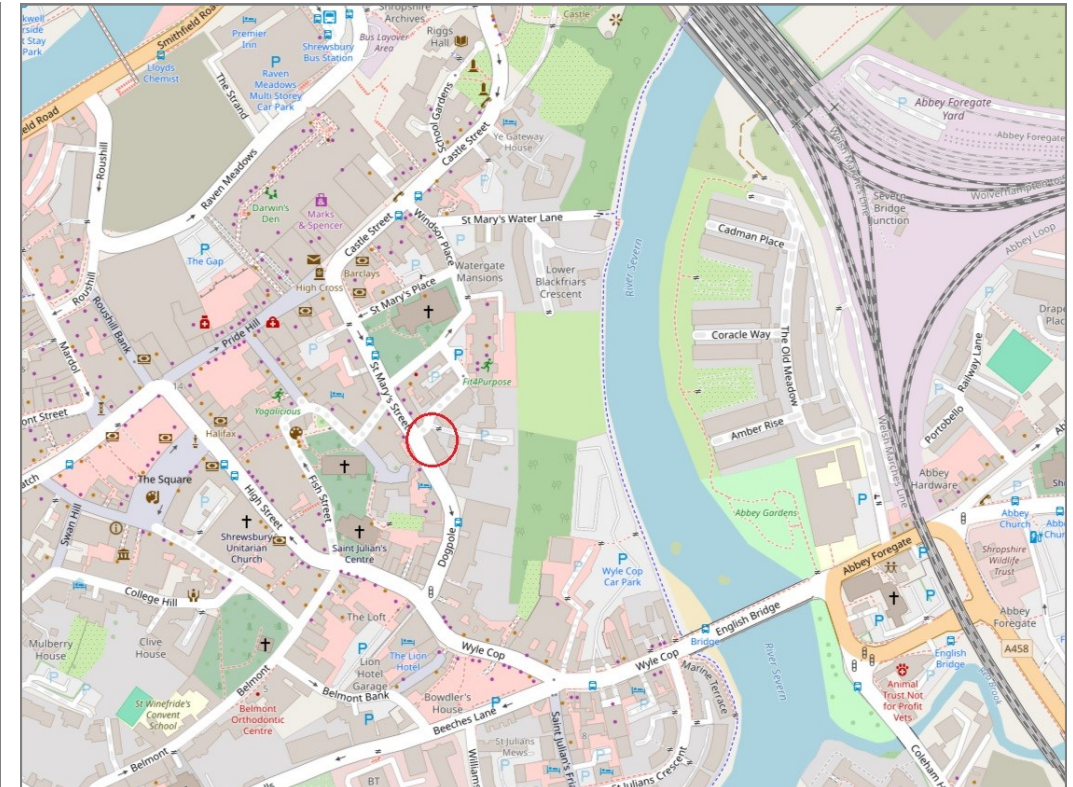 Smithfield Road
Lloyds
Chemist
Premier
Inn
Shrewsbury
Bus Station
Bus Layover
Area
Shropshire
Archives
Riggs
Hall
Castle
Raven
Meadows
Multi Storey
Car Park
The Strand
School Gardens
Castle Street
Ye Gateway
House
Abbey Foregate
Yard
Abbey Foregate
Welsh Marches Line
Wolverhampton
Severn
Bridge
Junction
Abbey Loop
Roushill
Raven Meadows
Darwin's
Den
Marks
& Spencer
The Gap
Castle Street
Windsor Place
St Mary's Water Lane
Cadman Place
River Severn
Barclays
High Cross
Watergate
Mansions
Lower
Blackfriars
Crescent
St Mary's Place
Roushill
Roushill Bank
Pride Hill
Mardol
Coracle Way
The Old Meadow
Railway Lane
Portobello
St Mary's Street
Fit4Purpose
Yogalicious
14
Halifax
Amber Rise
Welsh Marches Line
Abbey
Hardware
The Square
High Street
Fish Street
Abbey Gardens
Swan Hill
Shrewsbury
Unitarian
Church
Saint Julian's
Centre
Dogpole
Wyle Cop
Car Park
Abbey
Church
Abbey Foregate
Shropshire
Wildlife
Trust
College Hill
The Loft
English Bridge
Abbey
Foregate
Mulberry
House
Clive
House
The Lion
Hotel
Lion
Hotel
Garage
Wyle Cop
Wyle Cop
Bridge
English
Bridge
A458
Belmont
Belmont Bank
Bowdler's
House
Marine Terrace
River Severn
Animal
Trust Not
for Profit
Vets
St Winefride's
Convent
School
5
Belmont
Orthodontic
Centre
Beeches Lane
Belmont
St Julians
Mews
8
BT
St Julians Crescent